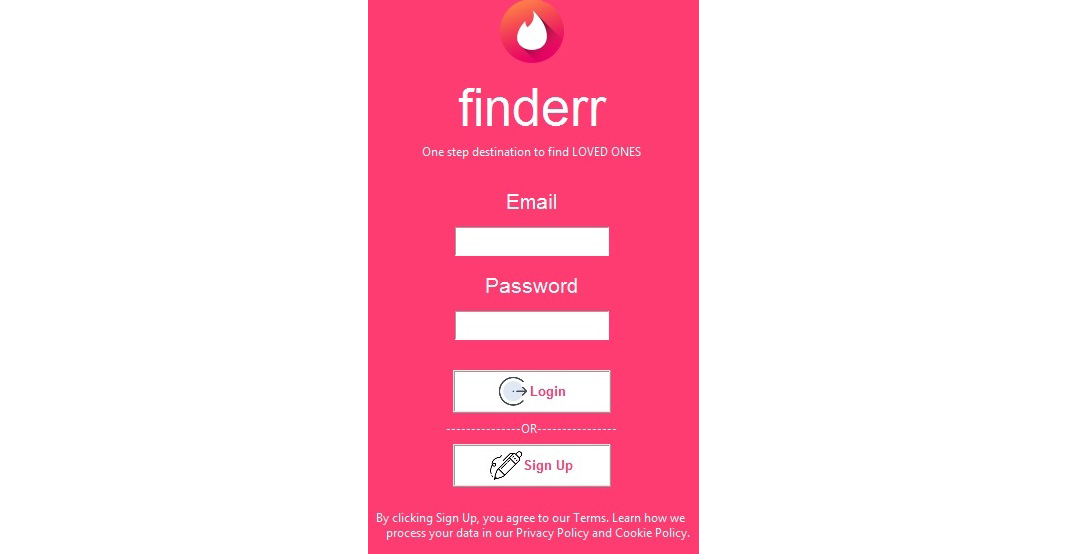 finderr
One step destination to find LOVED ONES
Email
Password
Login
---------------OR----------------
Sign Up
By clicking Sign Up, you agree to our Terms. Learn how we
process your data in our Privacy Policy and Cookie Policy.